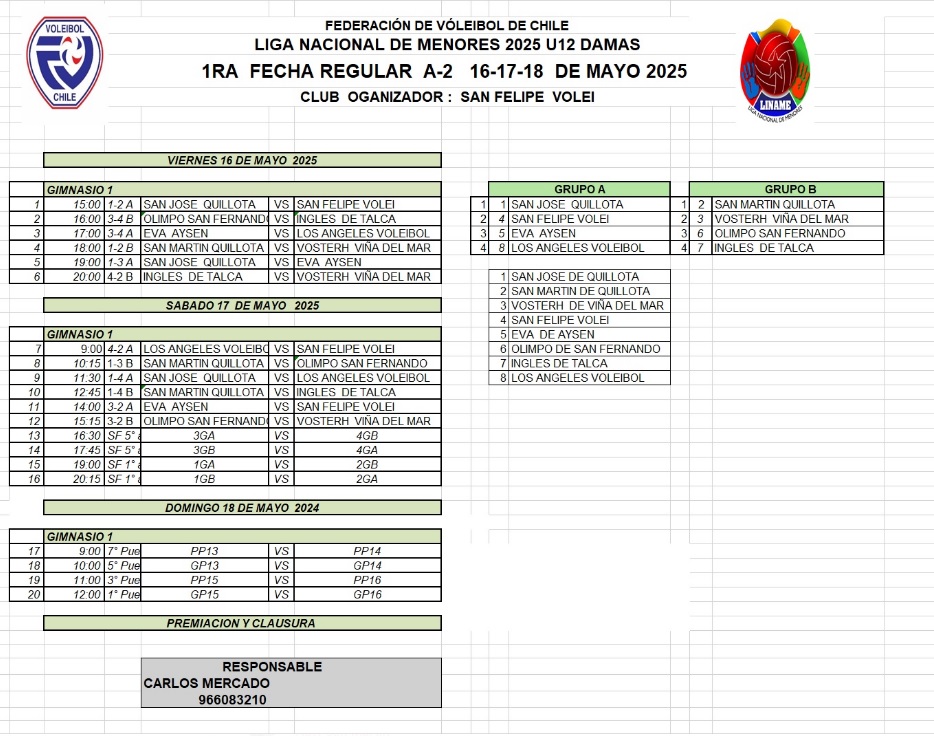 VOLEIBOL
CHILE
FEDERACIÓN DE VÓLEIBOL DE CHILE
LIGA NACIONAL DE MENORES 2025 U12 DAMAS
1RA FECHA REGULAR A-2 16-17-18 DE MAYO 2025
CLUB OGANIZADOR : SAN FELIPE VOLEI
LINAME
LIGA NACIONAL DE MENORES
VIERNES 16 DE MAYO 2025
GIMNASIO 1
1 15:00 1-2 A SAN JOSE QUILLOTA VS SAN FELIPE VOLEI
2 16:00 3-4 B OLIMPO SAN FERNAND VS INGLES DE TALCA
3 17:00 3-4 A EVA AYSEN VS LOS ANGELES VOLEIBOL
4 18:00 1-2 B SAN MARTIN QUILLOTA VS VOSTERH VIÑA DEL MAR
5 19:00 1-3 A SAN JOSE QUILLOTA VS EVA AYSEN
6 20:00 4-2 B INGLES DE TALCA VS VOSTERH VIÑA DEL MAR
SABADO 17 DE MAYO 2025
GIMNASIO 1
7 9:00 4-2 A LOS ANGELES VOLEIBO VS SAN FELIPE VOLEI
8 10:15 1-3 B SAN MARTIN QUILLOTA VS OLIMPO SAN FERNANDO
9 11:30 1-4 A SAN JOSE QUILLOTA VS LOS ANGELES VOLEIBOL
10 12:45 1-4 B SAN MARTIN QUILLOTA VS INGLES DE TALCA
11 14:00 3-2 A EVA AYSEN VS SAN FELIPE VOLEI
12 15:15 3-2 B OLIMPO SAN FERNAND VS VOSTERH VIÑA DEL MAR
13 16:30 SF 5° 3GA VS 4GB
14 17:45 SF 5° 3GB VS 4GA
15 19:00 SF 1° 1GA VS 2GB
16 20:15 SF 1° 1GB VS 2GA
DOMINGO 18 DE MAYO 2024
GIMNASIO 1
17 9:00 7° Pue PP13 VS PP14
18 10:00 5° Pue GP13 VS GP14
19 11:00 3° Pue PP15 VS PP16
20 12:00 1° Pue GP15 VS GP16
PREMIACION Y CLAUSURA
RESPONSABLE
CARLOS MERCADO
966083210
GRUPO A
1 1 SAN JOSE QUILLOTA
2 4 SAN FELIPE VOLEI
3 5 EVA AYSEN
4 8 LOS ANGELES VOLEIBOL
GRUPO B
1 2 SAN MARTIN QUILLOTA
2 3 VOSTERH VIÑA DEL MAR
3 6 OLIMPO SAN FERNANDO
4 7 INGLES DE TALCA
1 SAN JOSE DE QUILLOTA
2 SAN MARTIN DE QUILLOTA
3 VOSTERH DE VIÑA DEL MAR
4 SAN FELIPE VOLEI
5 EVA DE AYSEN
6 OLIMPO DE SAN FERNANDO
7 INGLES DE TALCA
8 LOS ANGELES VOLEIBOL